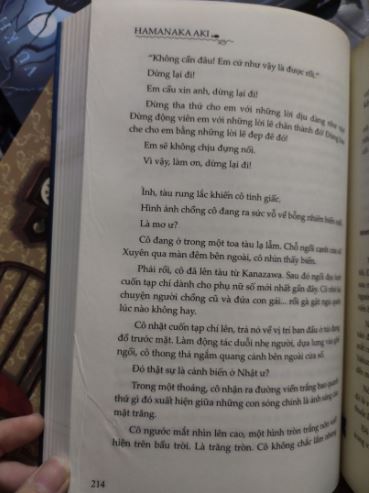 HAMANAKA AKI
"Không cần đâu! Em cứ như vậy là được rồi."
Dừng lại đi!
Em cầu xin anh, dừng lại đi!
Đừng tha thứ cho em với những lời dịu dàng như
Đừng động viên em với những lời lẽ chân thành đó! Đừng
che cho em bằng những lời lẽ đẹp đẽ đó!
Em sẽ không chịu đựng nổi.
Vì vậy, làm ơn, dừng lại đi!
Ình, tàu rung lắc khiến cô tỉnh giấc.
Hình ảnh chồng cô đang ra sức vỗ về bỗng nhiên biến mất.
Là mơ ư?
Cô đang ở trong một toa tàu lạ lẫm. Chỗ ngồi cạnh cửa sổ.
Xuyên qua màn đêm bên ngoài, cô nhìn thấy biển.
Phải rồi, cô đã lên tàu từ Kanazawa. Sau đó ngồi đọc
cuốn tạp chí dành cho phụ nữ số mới nhất gần đây. Cô nhớ
chuyện người chồng cũ và đứa con gái... rồi gà gật ngủ quên
lúc nào không hay.
Cô nhặt cuốn tạp chí lên, trả nó về vị trí ban đầu ở túi đựng
đồ trước mặt. Làm động tác duỗi nhẹ người, dựa lưng vào ghế
ngồi, cô thong thả ngắm quang cảnh bên ngoài cửa sổ.
Đó thật sự là cảnh biển ở Nhật ư?
Trong một thoáng, cô nhận ra đường viền trắng bao quanh
thứ gì đó xuất hiện giữa những con sóng chính là ánh sáng của
mặt trăng.
Cô ngước mắt nhìn lên cao, một hình tròn trắng nõn xuất
hiện trên bầu trời. Là trăng tròn. Cô không chắc lắm nhưng
214